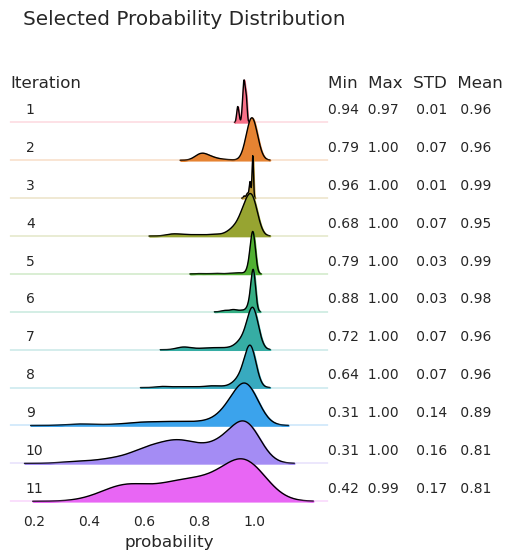 Selected Probability Distribution
Iteration Min Max STD Mean
1 0.94 0.97 0.01 0.96
2 0.79 1.00 0.07 0.96
3 0.96 1.00 0.01 0.99
4 0.68 1.00 0.07 0.95
5 0.79 1.00 0.03 0.99
6 0.88 1.00 0.03 0.98
7 0.72 1.00 0.07 0.96
8 0.64 1.00 0.07 0.96
9 0.31 1.00 0.14 0.89
10 0.31 1.00 0.16 0.81
11 0.42 0.99 0.17 0.81
0.2 0.4 0.6 0.8 1.0
probability